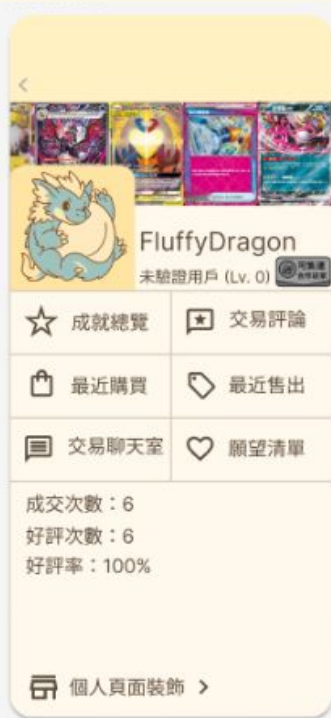 FluffyDragon
未驗證用戶 (Lv. 0)
成就總覽
交易評論
最近購買
最近售出
交易聊天室
願望清單
成交次數：6
好評次數：6
好評率：100%
個人頁面裝飾